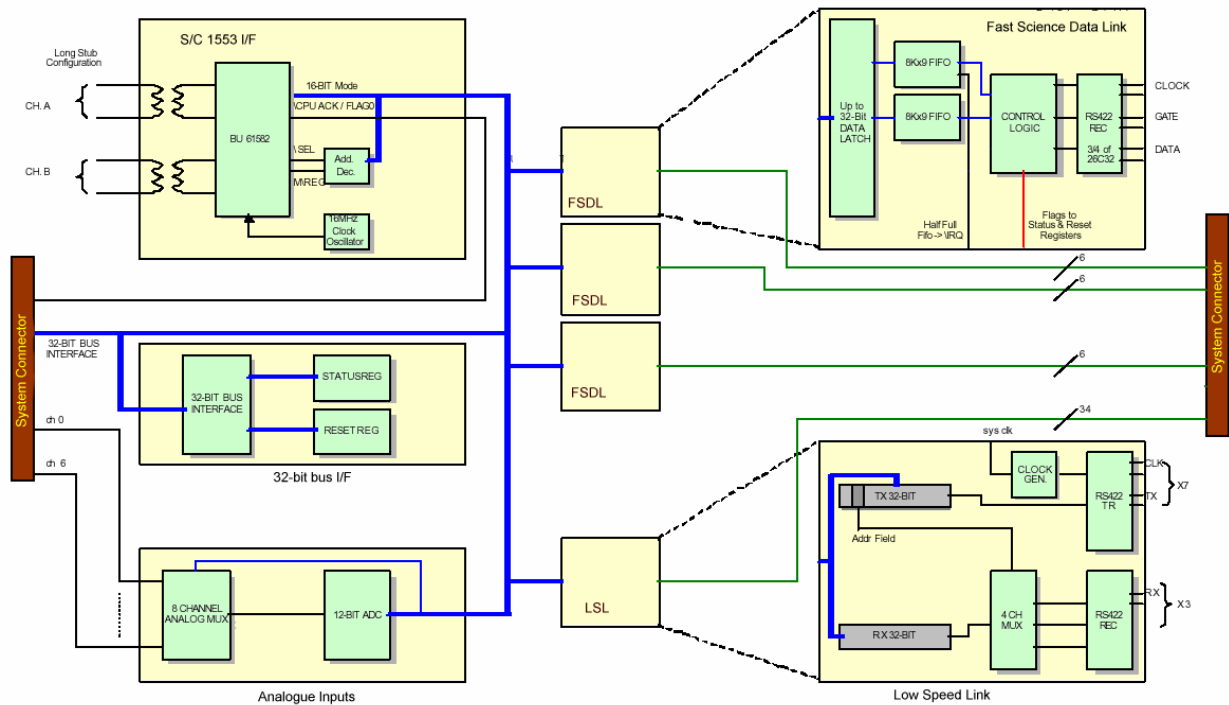 S/C 1553 I/F
Long Stub
Configuration
CH. A
CH. B
BU 61582
16-BIT Mode
\CPU ACK / FLAG0
\SEL
M\REG
Add.
Dec.
16MHz
Clock
Oscillator
System Connector
32-BIT BUS
INTERFACE
ch 0
ch 6
32-BIT BUS
INTERFACE
STATUSREG
RESET REG
32-bit bus I/F
8 CHANNEL
ANALOG MUX
12-BIT ADC
Analogue Inputs
FSDL
FSDL
FSDL
LSL
Fast Science Data Link
Up to
32-Bit
DATA
LATCH
8Kx9 FIFO
8Kx9 FIFO
CONTROL
LOGIC
RS422
REC
3/4 of
26C32
CLOCK
GATE
DATA
Half Full
Fifo -> \IRQ
Flags to
Status & Reset
Registers
6
6
6
34
System Connector
sys clk
CLOCK
GEN.
RS422
TR
CLK
TX
X7
TX 32-BIT
Addr Field
4 CH
MUX
RS422
REC
RX
X3
RX 32-BIT
Low Speed Link